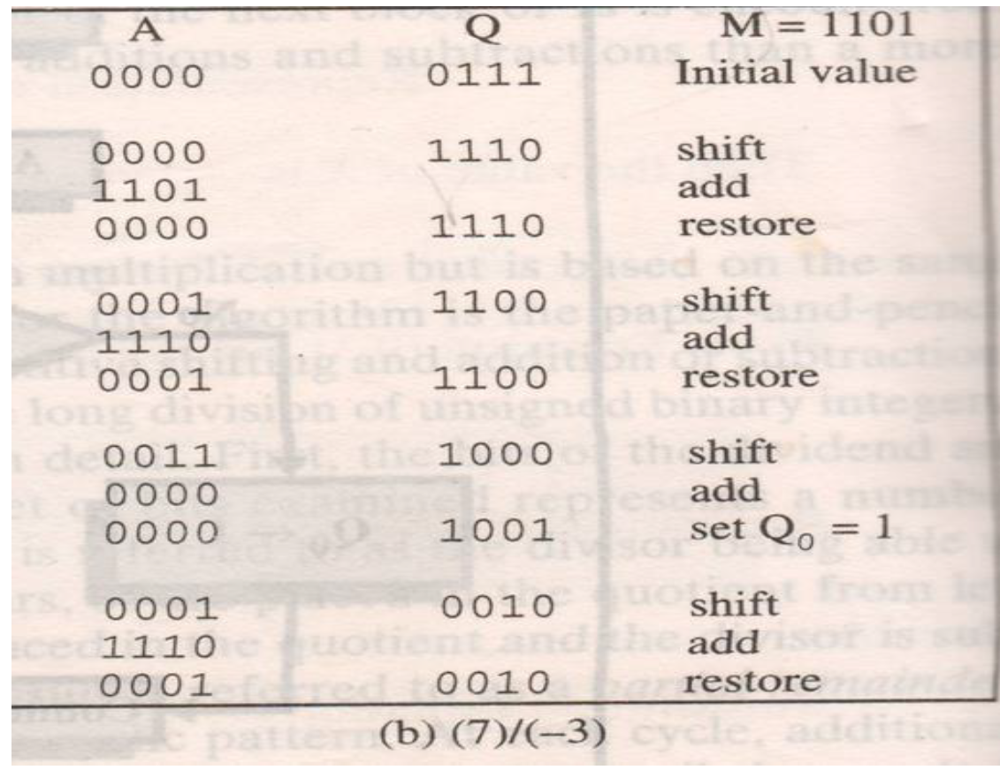 A Q M = 1101
0000 0111 Initial value
0000 1110 shift
1101 add
0000 1110 restore
0001 1100 shift
1110 add
0001 1100 restore
0011 1000 shift
0000 add
0000 1001 set Q₀ = 1
0001 0010 shift
1110 add
0001 0010 restore
(b) (7)/(−3)